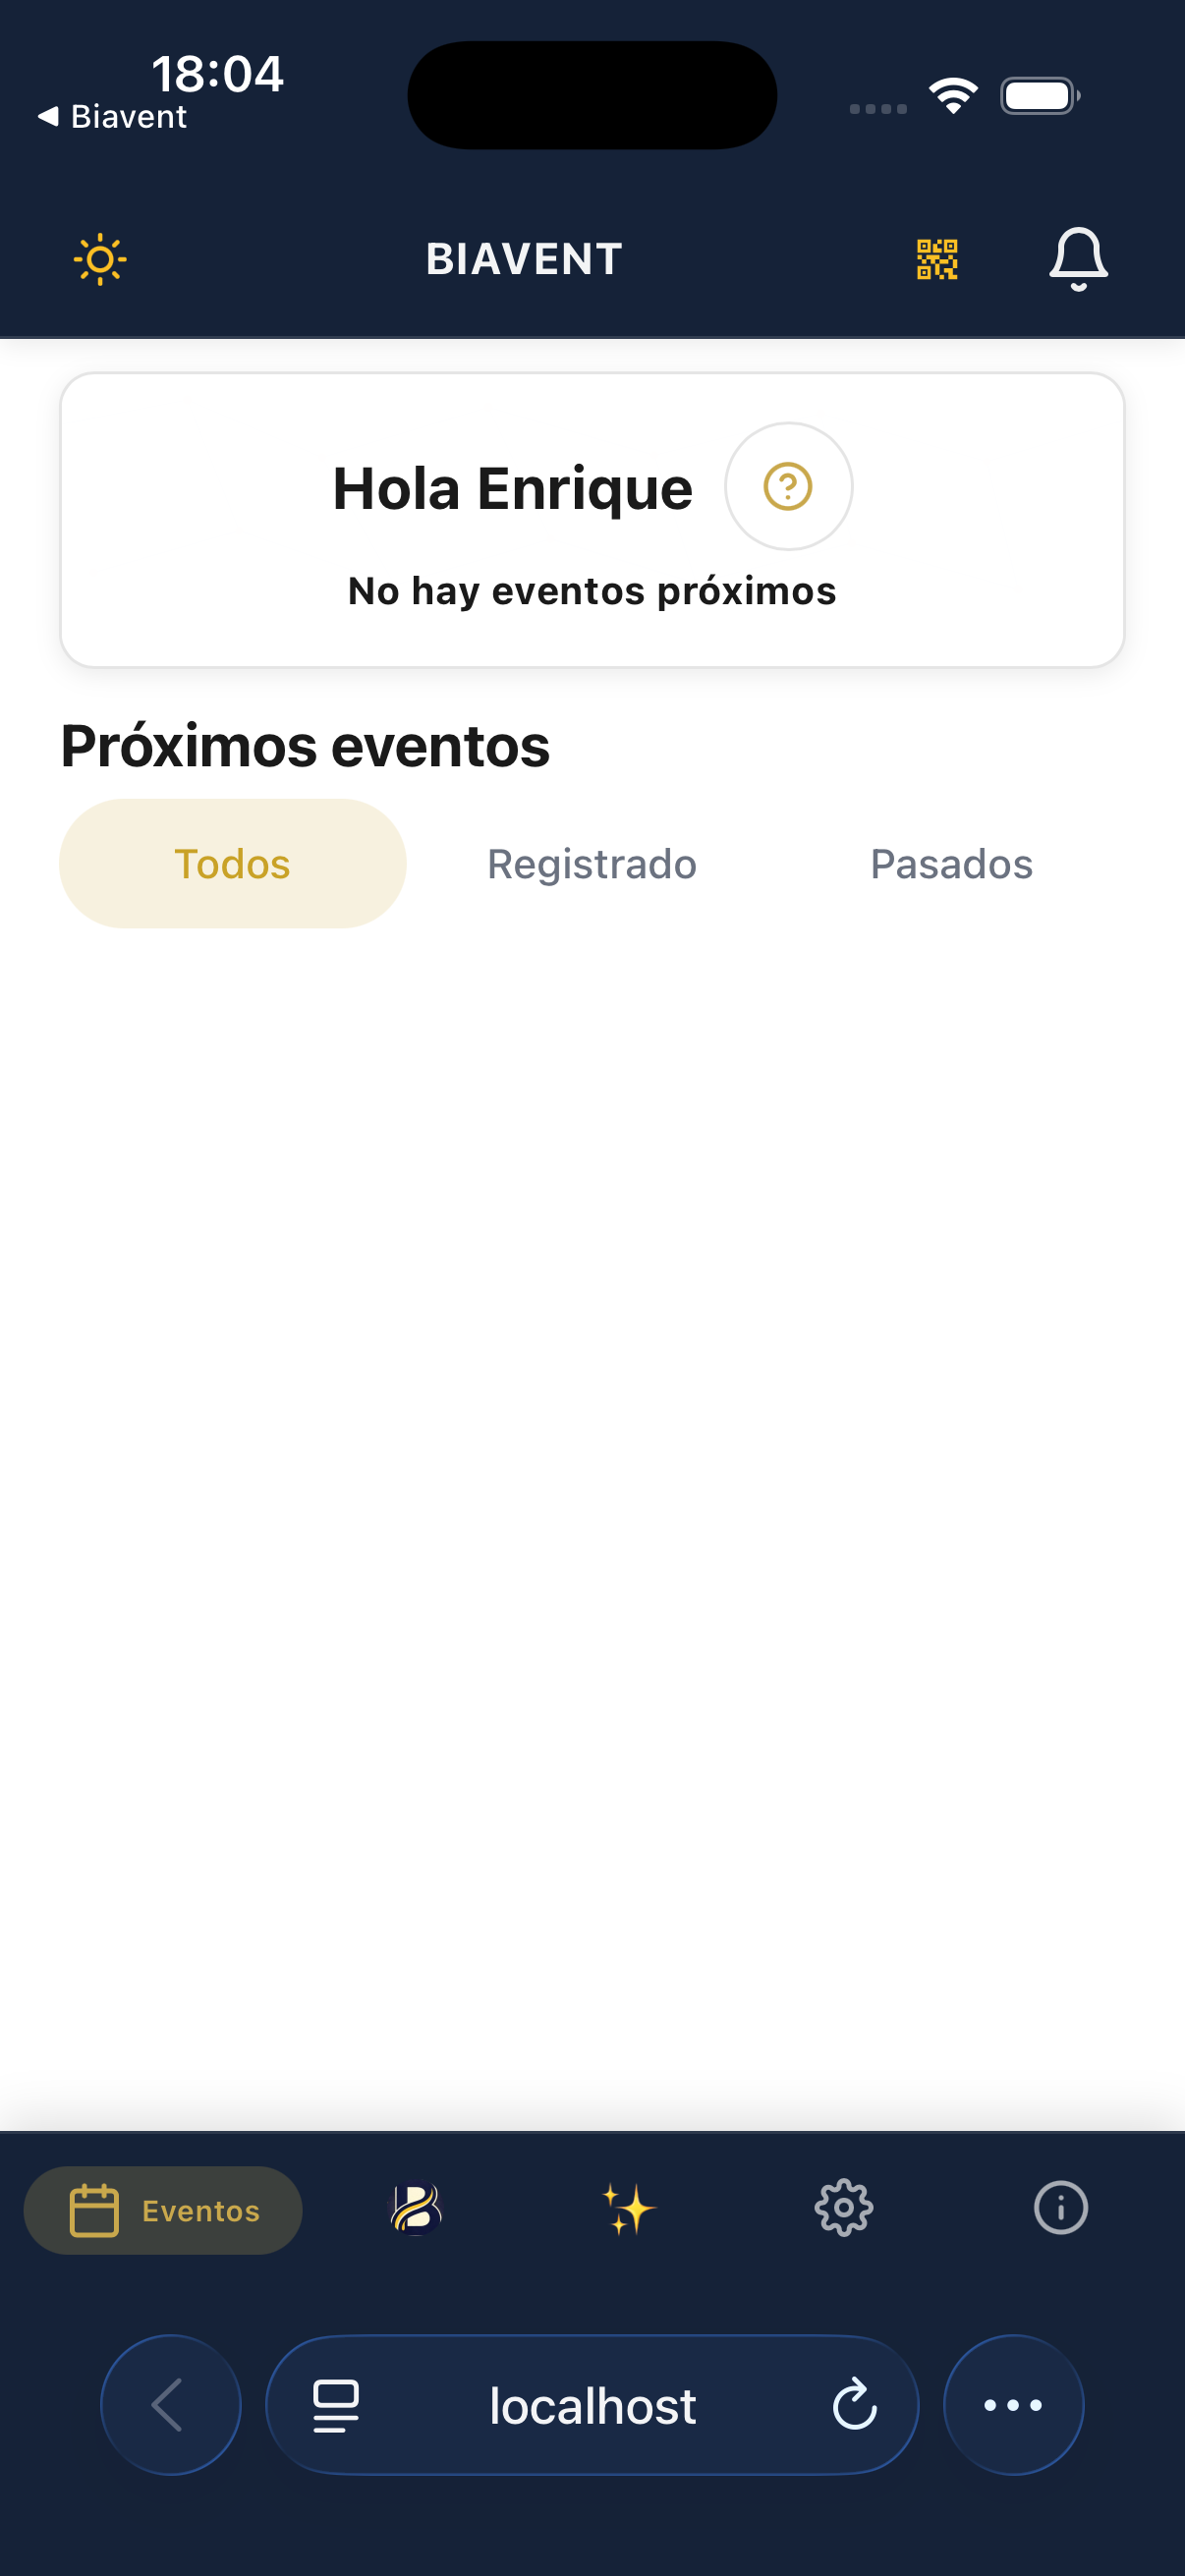 18:04
Biavent
BIAVENT
Hola Enrique
No hay eventos próximos
Próximos eventos
Todos Registrado Pasados
Eventos
localhost